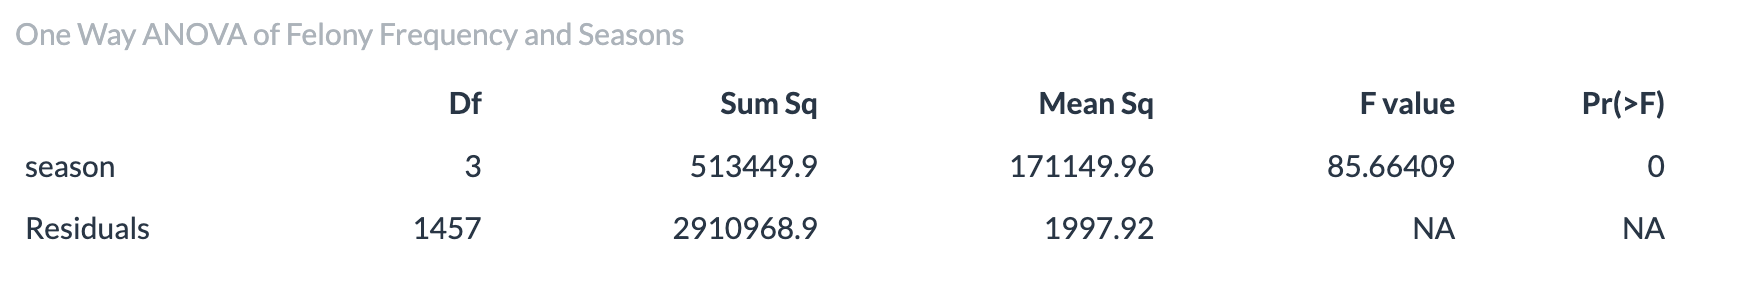 One Way ANOVA of Felony Frequency and Seasons
Df Sum Sq Mean Sq F value Pr(>F)
season 3 513449.9 171149.96 85.66409 0
Residuals 1457 2910968.9 1997.92 NA NA